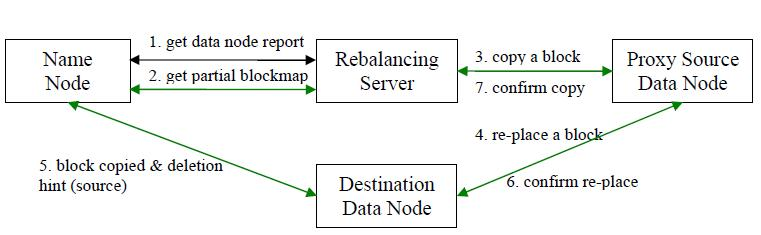 1. get data node report
Name
Node
2. get partial blockmap
Rebalancing
Server
3. copy a block
7. confirm copy
Proxy Source
Data Node
4. re-place a block
5. block copied & deletion
hint (source)
6. confirm re-place
Destination
Data Node